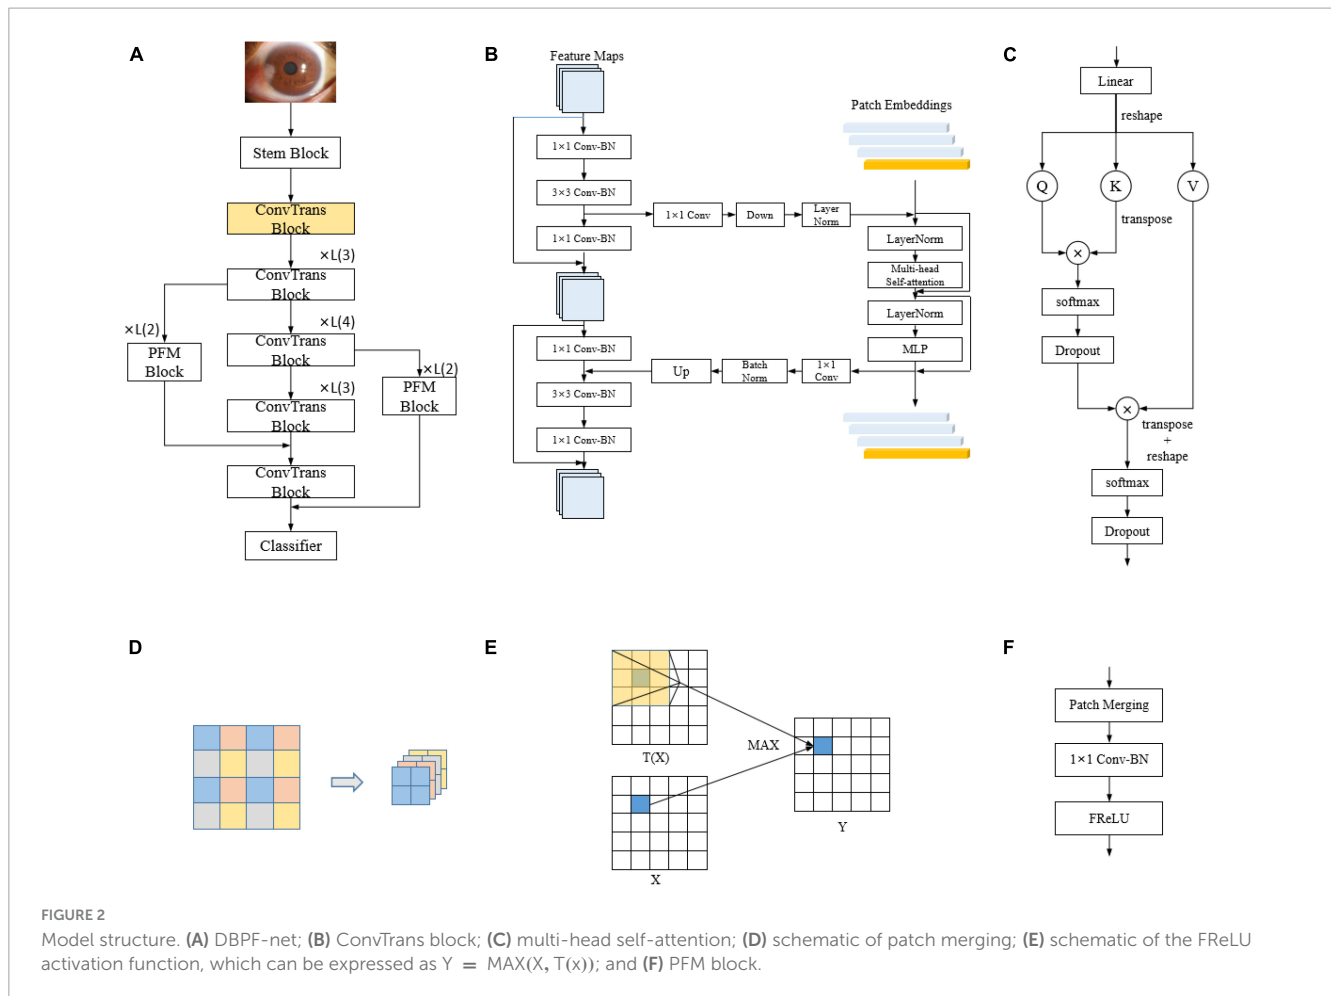 A
Stem Block
ConvTrans
Block
×L(3)
ConvTrans
Block
×L(2)
PFM
Block
×L(4)
ConvTrans
Block
×L(2)
PFM
Block
×L(3)
ConvTrans
Block
ConvTrans
Block
Classifier
B
Feature Maps
1×1 Conv-BN
3×3 Conv-BN
1×1 Conv-BN
1×1 Conv
Down
Layer
Norm
Patch Embeddings
LayerNorm
Multi-head
Self-attention
LayerNorm
MLP
1×1
Conv
Batch
Norm
Up
1×1 Conv-BN
3×3 Conv-BN
1×1 Conv-BN
C
Linear
reshape
Q
K
V
transpose
×
softmax
Dropout
×
transpose
+
reshape
softmax
Dropout
D
E
T(X)
MAX
X
Y
F
Patch Merging
1×1 Conv-BN
FReLU
FIGURE 2
Model structure. (A) DBPF-net; (B) ConvTrans block; (C) multi-head self-attention; (D) schematic of patch merging; (E) schematic of the FReLU
activation function, which can be expressed as Y = MAX(X, T(x)); and (F) PFM block.